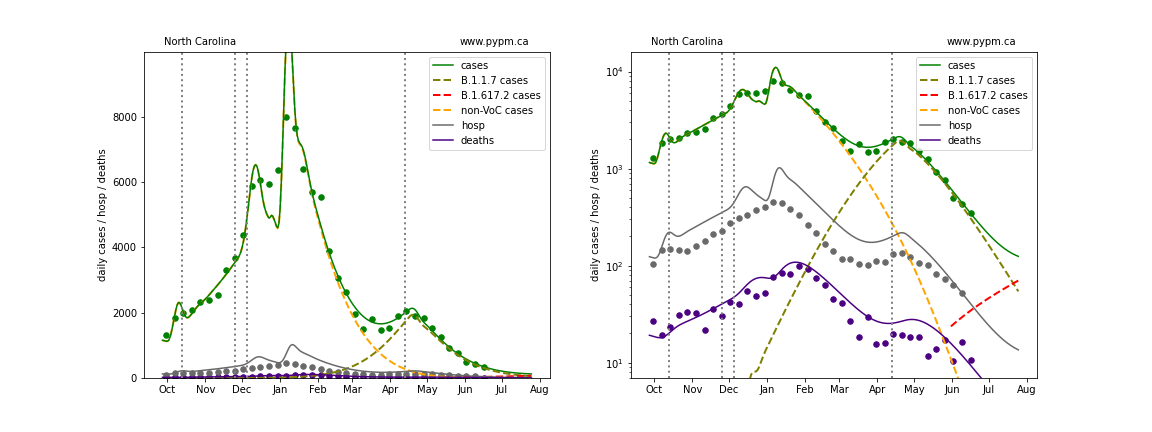 North Carolina
www.pypm.ca
cases
B.1.1.7 cases
B.1.617.2 cases
non-VoC cases
hosp
deaths
daily cases / hosp / deaths
8000
6000
4000
2000
0
Oct Nov Dec Jan Feb Mar Apr May Jun Jul Aug
North Carolina
www.pypm.ca
cases
B.1.1.7 cases
B.1.617.2 cases
non-VoC cases
hosp
deaths
daily cases / hosp / deaths
10⁴
10³
10²
10¹
Oct Nov Dec Jan Feb Mar Apr May Jun Jul Aug